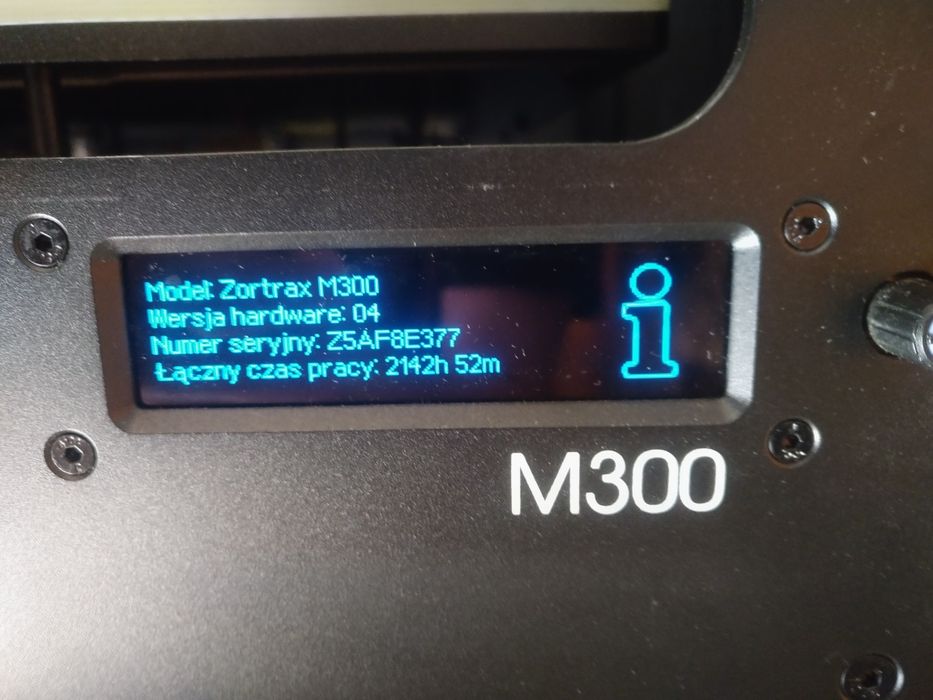 Model: Zortrax M300
Wersja hardware: 04
Numer seryjny: Z5AF8E377
Łączny czas pracy: 2142h 52m
M300